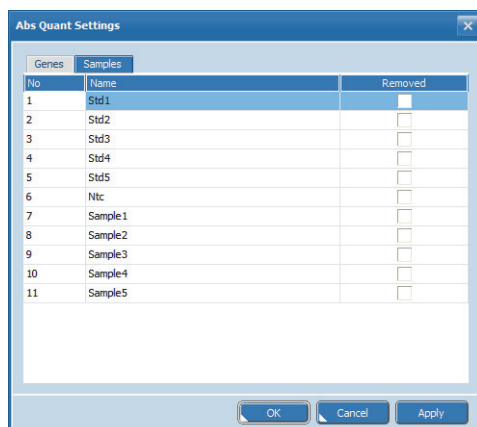 Abs Quant Settings
Genes Samples
No Name Removed
1 Std1
2 Std2
3 Std3
4 Std4
5 Std5
6 Ntc
7 Sample1
8 Sample2
9 Sample3
10 Sample4
11 Sample5
OK Cancel Apply